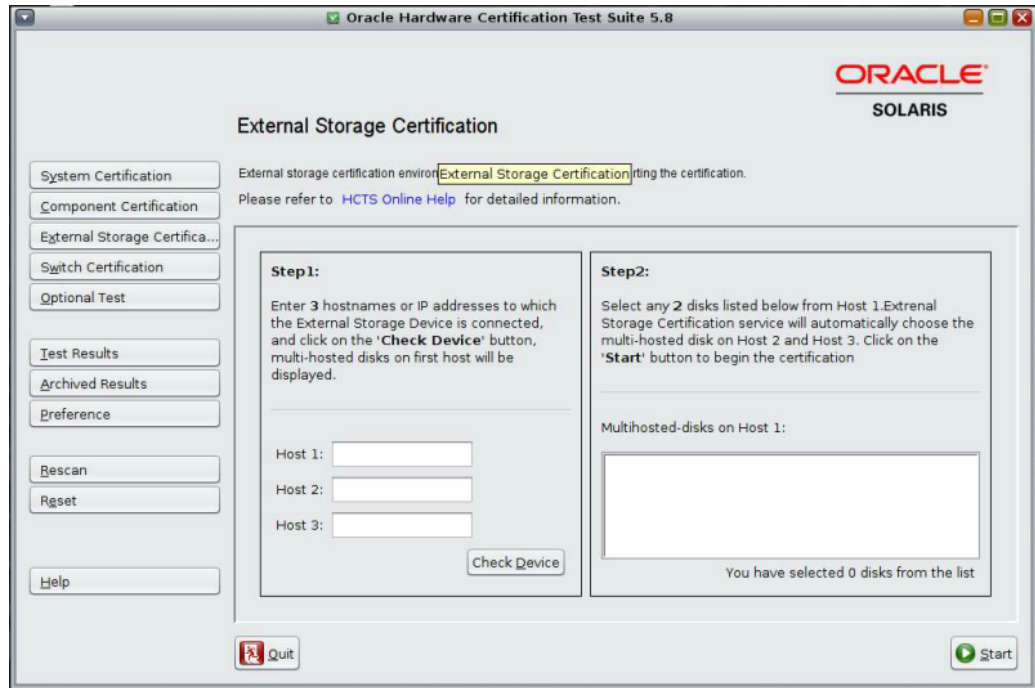 Oracle Hardware Certification Test Suite 5.8
ORACLE
SOLARIS
External Storage Certification
System Certification
Component Certification
External Storage Certifica...
Switch Certification
Optional Test
Test Results
Archived Results
Preference
Rescan
Reset
Help
External storage certification External Storage Certification rting the certification.
Please refer to HCTS Online Help for detailed information.
Step1:
Enter 3 hostnames or IP addresses to which
the External Storage Device is connected,
and click on the 'Check Device' button,
multi-hosted disks on first host will be
displayed.
Host 1:
Host 2:
Host 3:
Check Device
Step2:
Select any 2 disks listed below from Host 1.Extrenal
Storage Certification service will automatically choose the
multi-hosted disk on Host 2 and Host 3. Click on the
'Start' button to begin the certification
Multihosted-disks on Host 1:
You have selected 0 disks from the list
Quit
Start